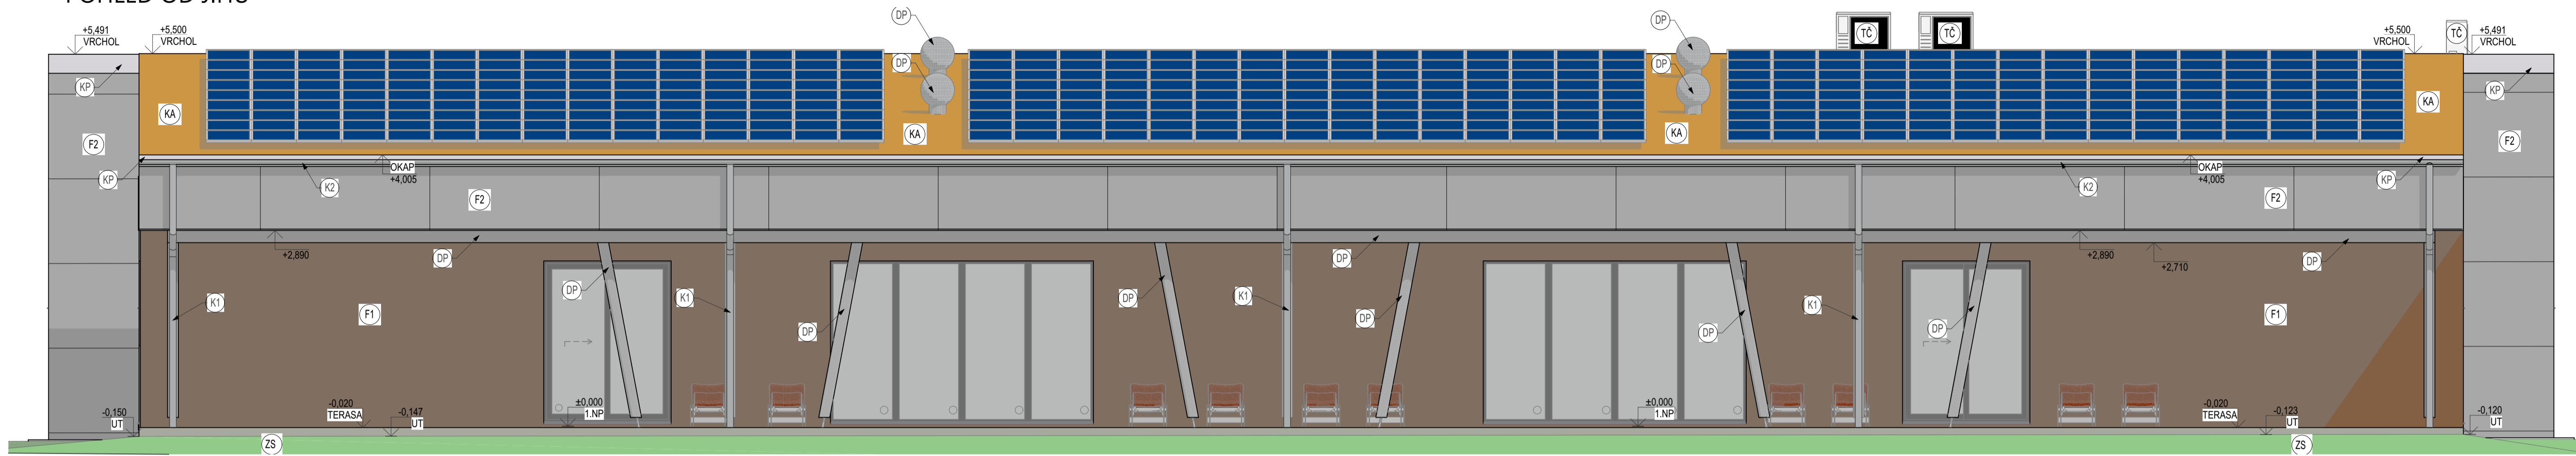 POHLED OD JIHU
DP
DP
TČ
TČ
TČ
+5,491
VRCHOL
+5,500
VRCHOL
+5,500
VRCHOL
+5,491
VRCHOL
DP
DP
KP
KP
KA
KA
KA
KA
F2
F2
KP
K2
OKAP
+4,005
F2
K2
OKAP
+4,005
KP
F2
+2,890
DP
DP
+2,890
+2,710
DP
K1
F1
DP
K1
DP
DP
K1
DP
DP
K1
DP
F1
-0,150
UT
-0,020
TERASA
-0,147
UT
±0,000
1.NP
±0,000
1.NP
-0,020
TERASA
-0,123
UT
-0,120
UT
ZS
ZS